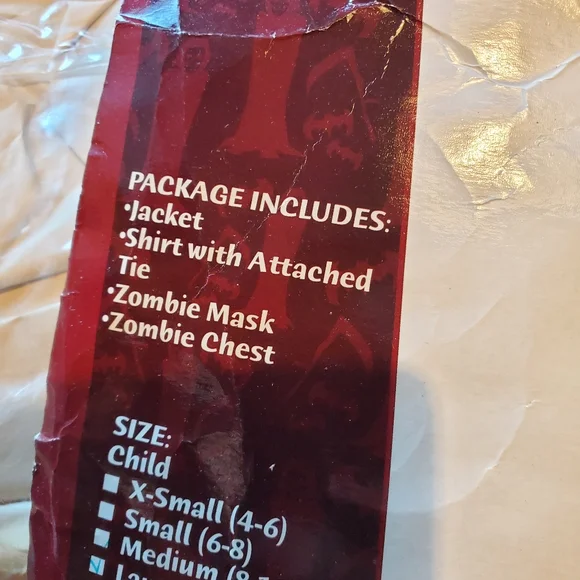 PACKAGE INCLUDES:
•Jacket
•Shirt with Attached
Tie
•Zombie Mask
•Zombie Chest
SIZE:
Child
X-Small (4-6)
Small (6-8)
Medium